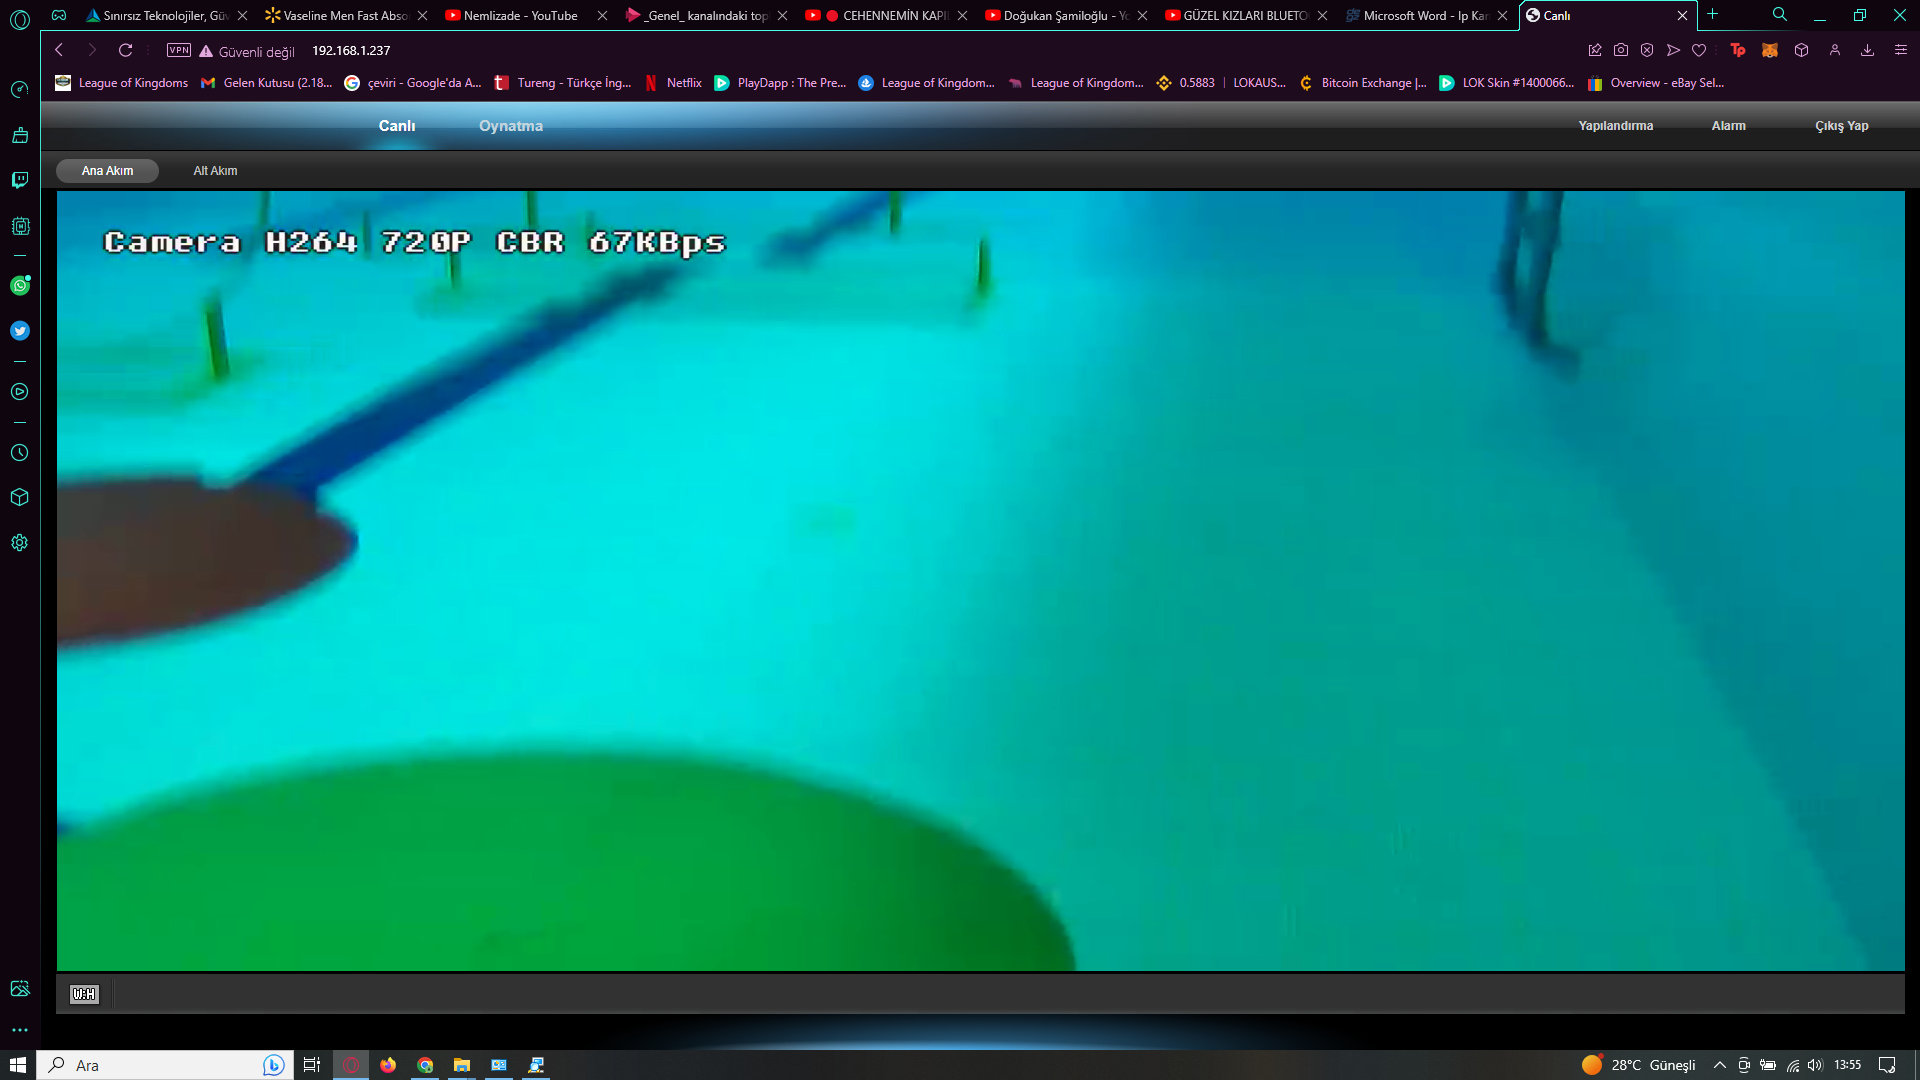 Sınırsız Teknolojiler, Güv
Vaseline Men Fast Abso
Nemlizade - YouTube
_Genel_ kanalındaki top
CEHENNEMİN KAPI
Doğukan Şamiloğlu - Yo
GÜZEL KIZLARI BLUETO
Microsoft Word - Ip Kam
Canlı
VPN
Güvenli değil
192.168.1.237
Tp
League of Kingdoms
Gelen Kutusu (2.18...
çeviri - Google'da A...
Tureng - Türkçe İng...
Netflix
PlayDapp : The Pre...
League of Kingdom...
League of Kingdom...
0.5883 | LOKAUS...
Bitcoin Exchange |...
LOK Skin #1400066...
Overview - eBay Sel...
Canlı
Oynatma
Yapılandırma
Alarm
Çıkış Yap
Ana Akım
Alt Akım
Camera H264 720P CBR 67KBps
W:H
Ara
28°C Güneşli
13:55